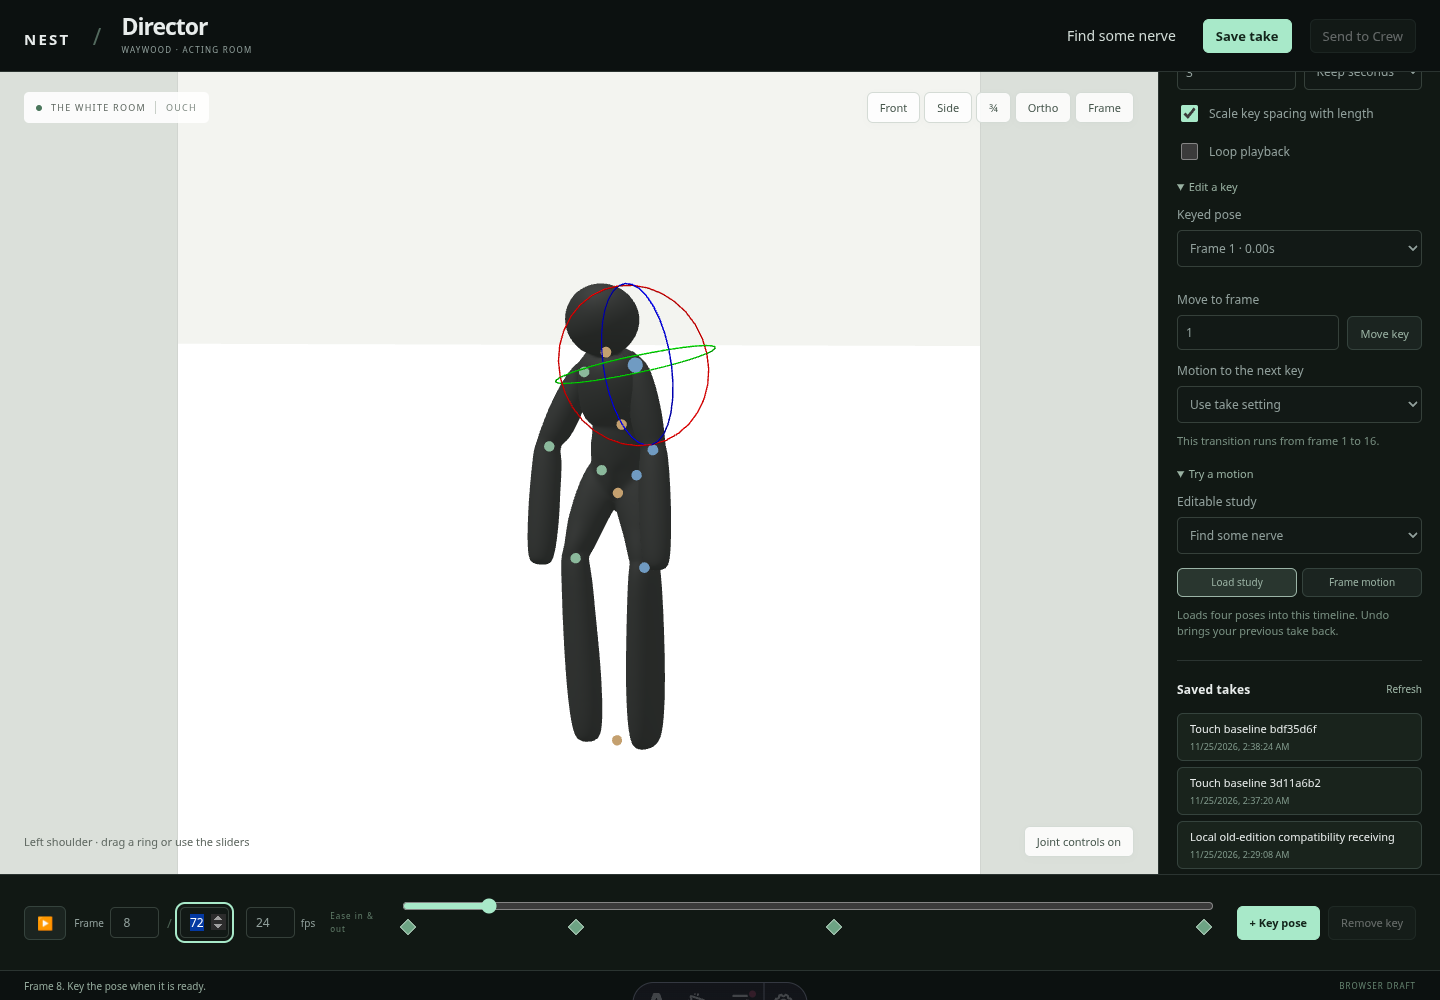 NEST / Director
WAYWOOD · ACTING ROOM
Find some nerve
Save take
Send to Crew
THE WHITE ROOM | OUCH
Front
Side
¾
Ortho
Frame
3
Keep seconds
Scale key spacing with length
Loop playback
▼ Edit a key
Keyed pose
Frame 1 · 0.00s
Move to frame
1
Move key
Motion to the next key
Use take setting
This transition runs from frame 1 to 16.
▼ Try a motion
Editable study
Find some nerve
Load study
Frame motion
Loads four poses into this timeline. Undo
brings your previous take back.
Saved takes
Refresh
Touch baseline bdf35d6f
11/25/2026, 2:38:24 AM
Touch baseline 3d11a6b2
11/25/2026, 2:37:20 AM
Local old-edition compatibility receiving
11/25/2026, 2:29:08 AM
Left shoulder · drag a ring or use the sliders
Joint controls on
Frame 8 / 72 24 fps
Ease in &
out
+ Key pose
Remove key
Frame 8. Key the pose when it is ready.
BROWSER DRAFT